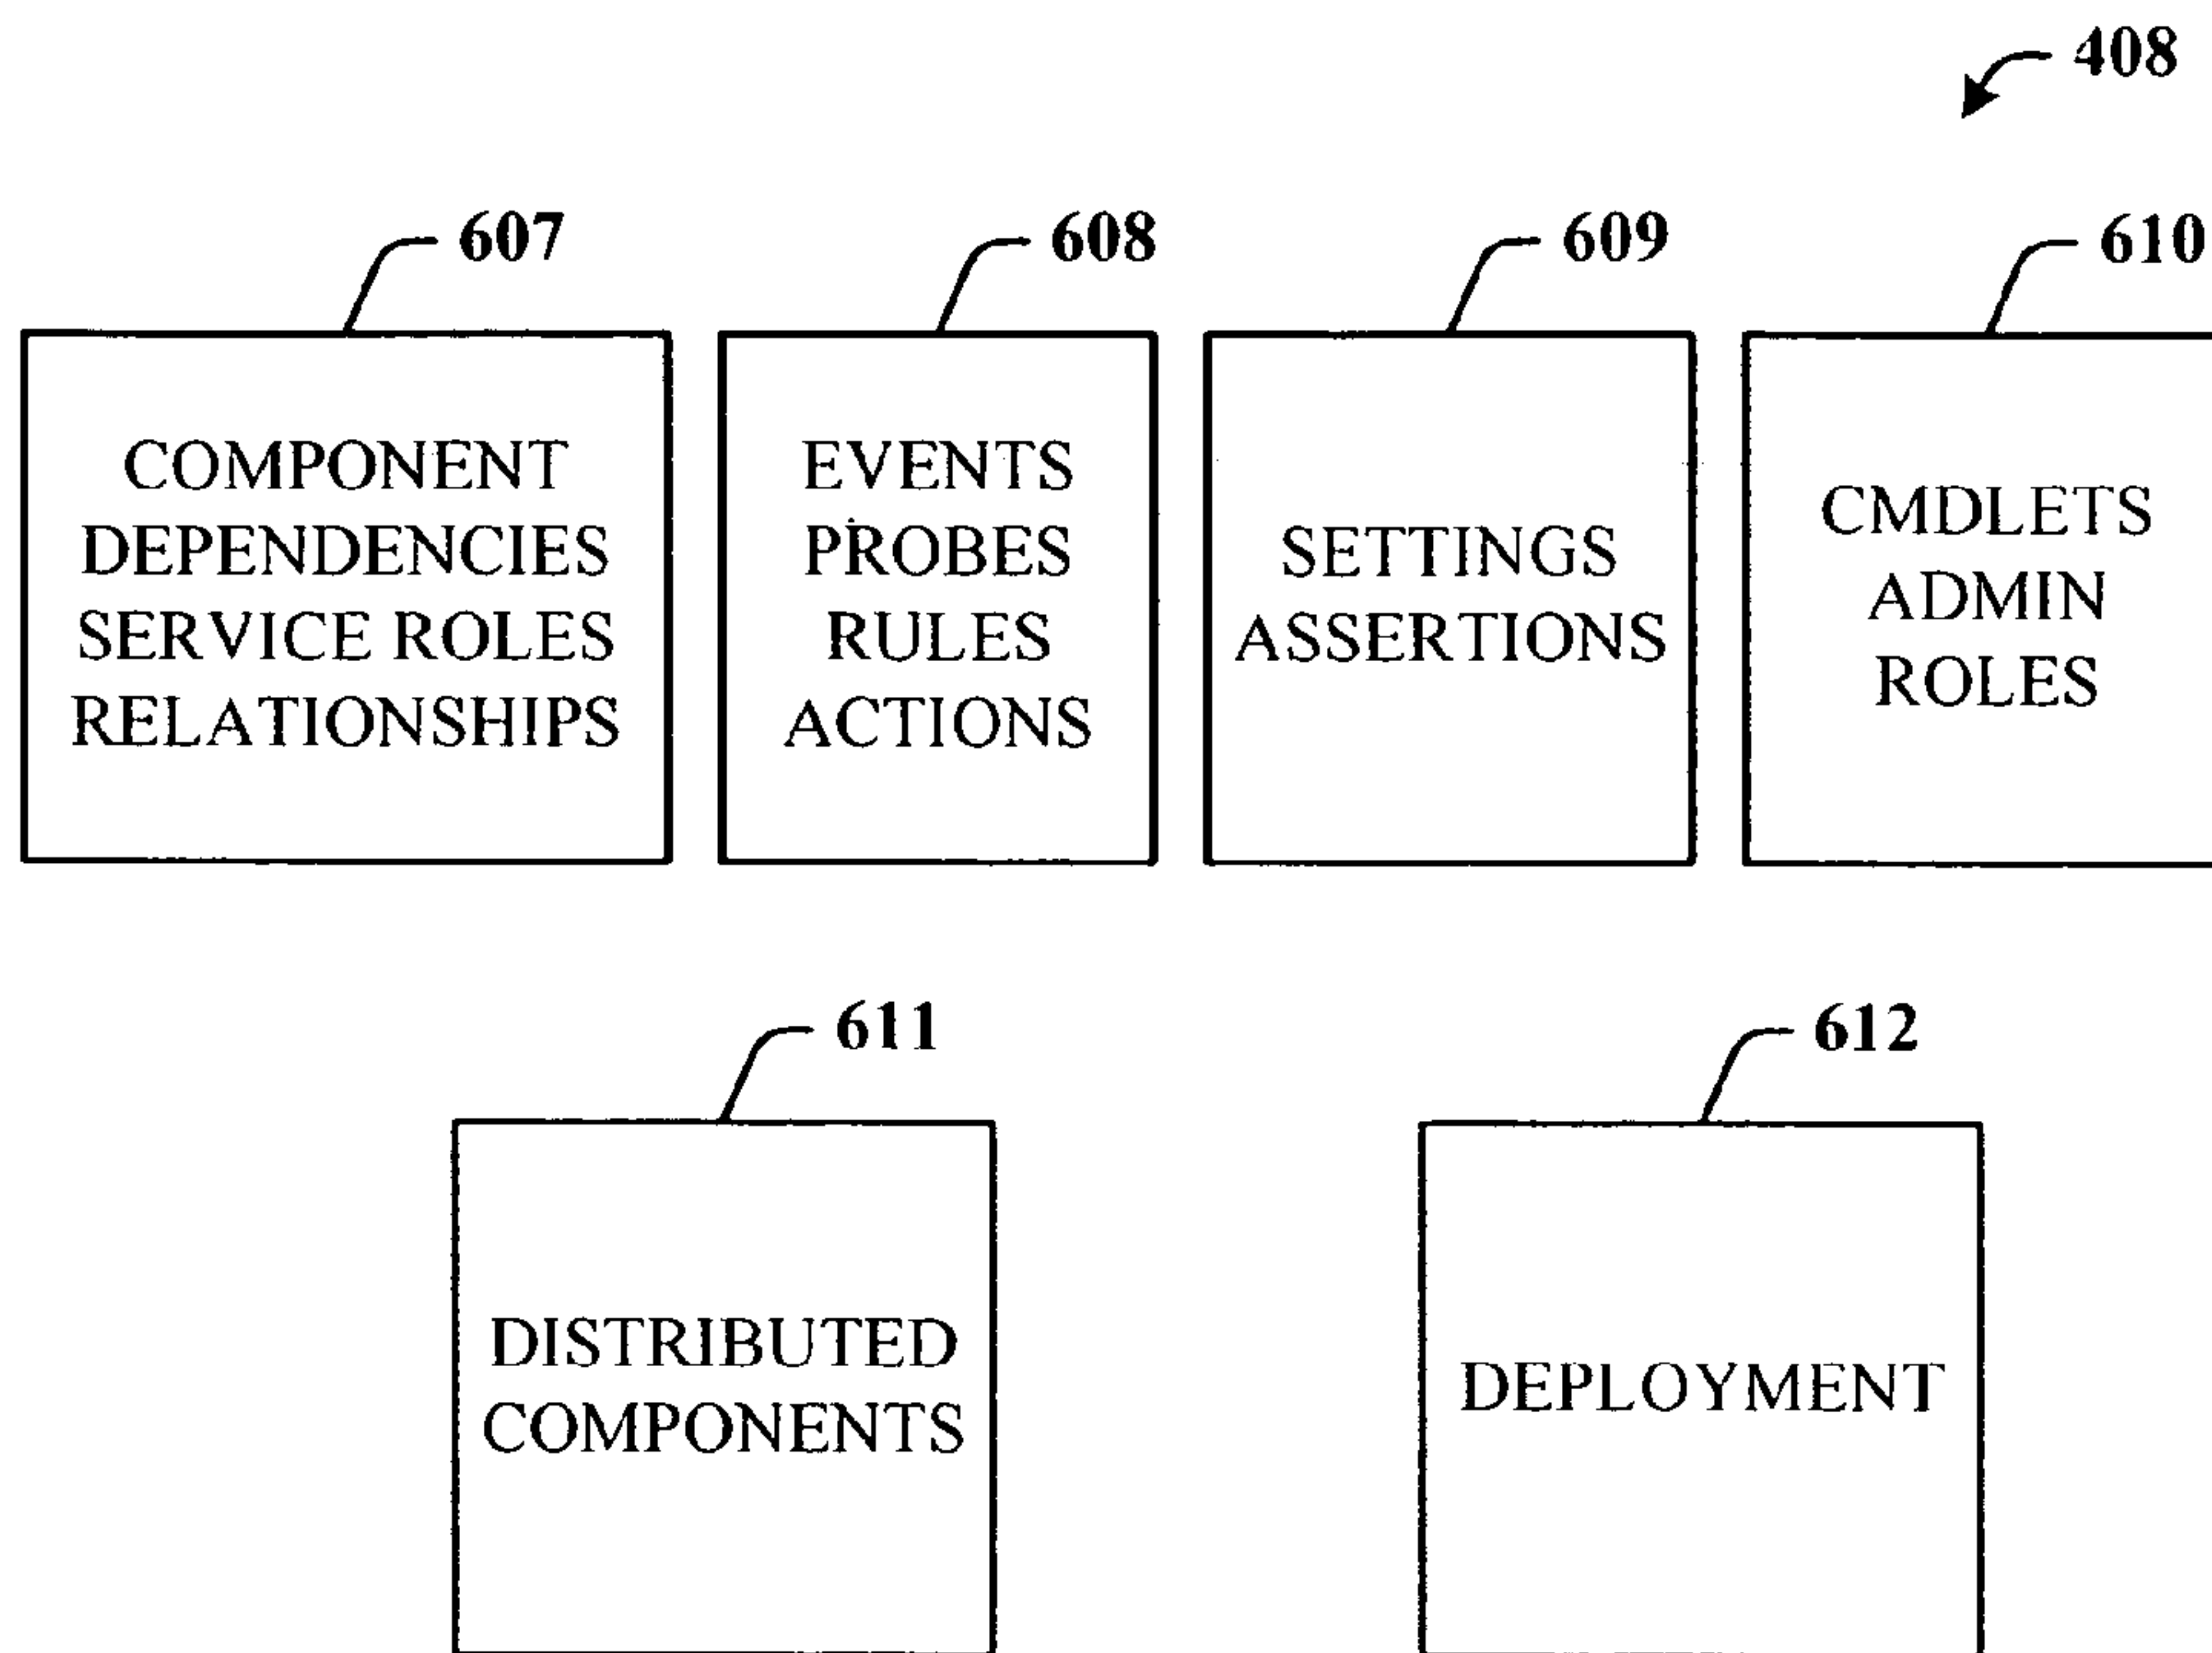 408
607
608
609
610
COMPONENT
DEPENDENCIES
SERVICE ROLES
RELATIONSHIPS
EVENTS
PROBES
RULES
ACTIONS
SETTINGS
ASSERTIONS
CMDLETS
ADMIN
ROLES
611
612
DISTRIBUTED
COMPONENTS
DEPLOYMENT